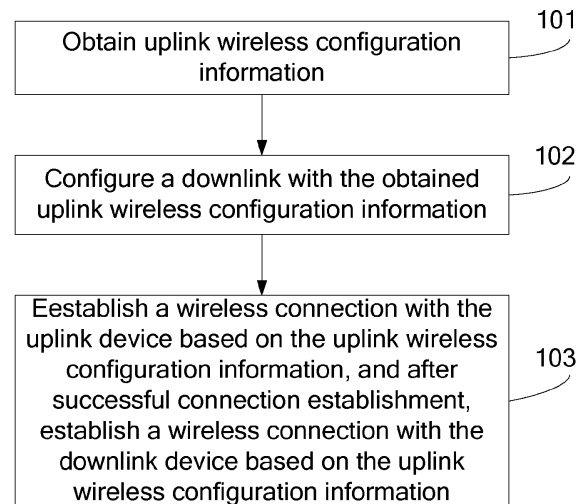 101
Obtain uplink wireless configuration
information
102
Configure a downlink with the obtained
uplink wireless configuration information
Eestablish a wireless connection with the
uplink device based on the uplink wireless
configuration information, and after
successful connection establishment,
establish a wireless connection with the
downlink device based on the uplink
wireless configuration information
103